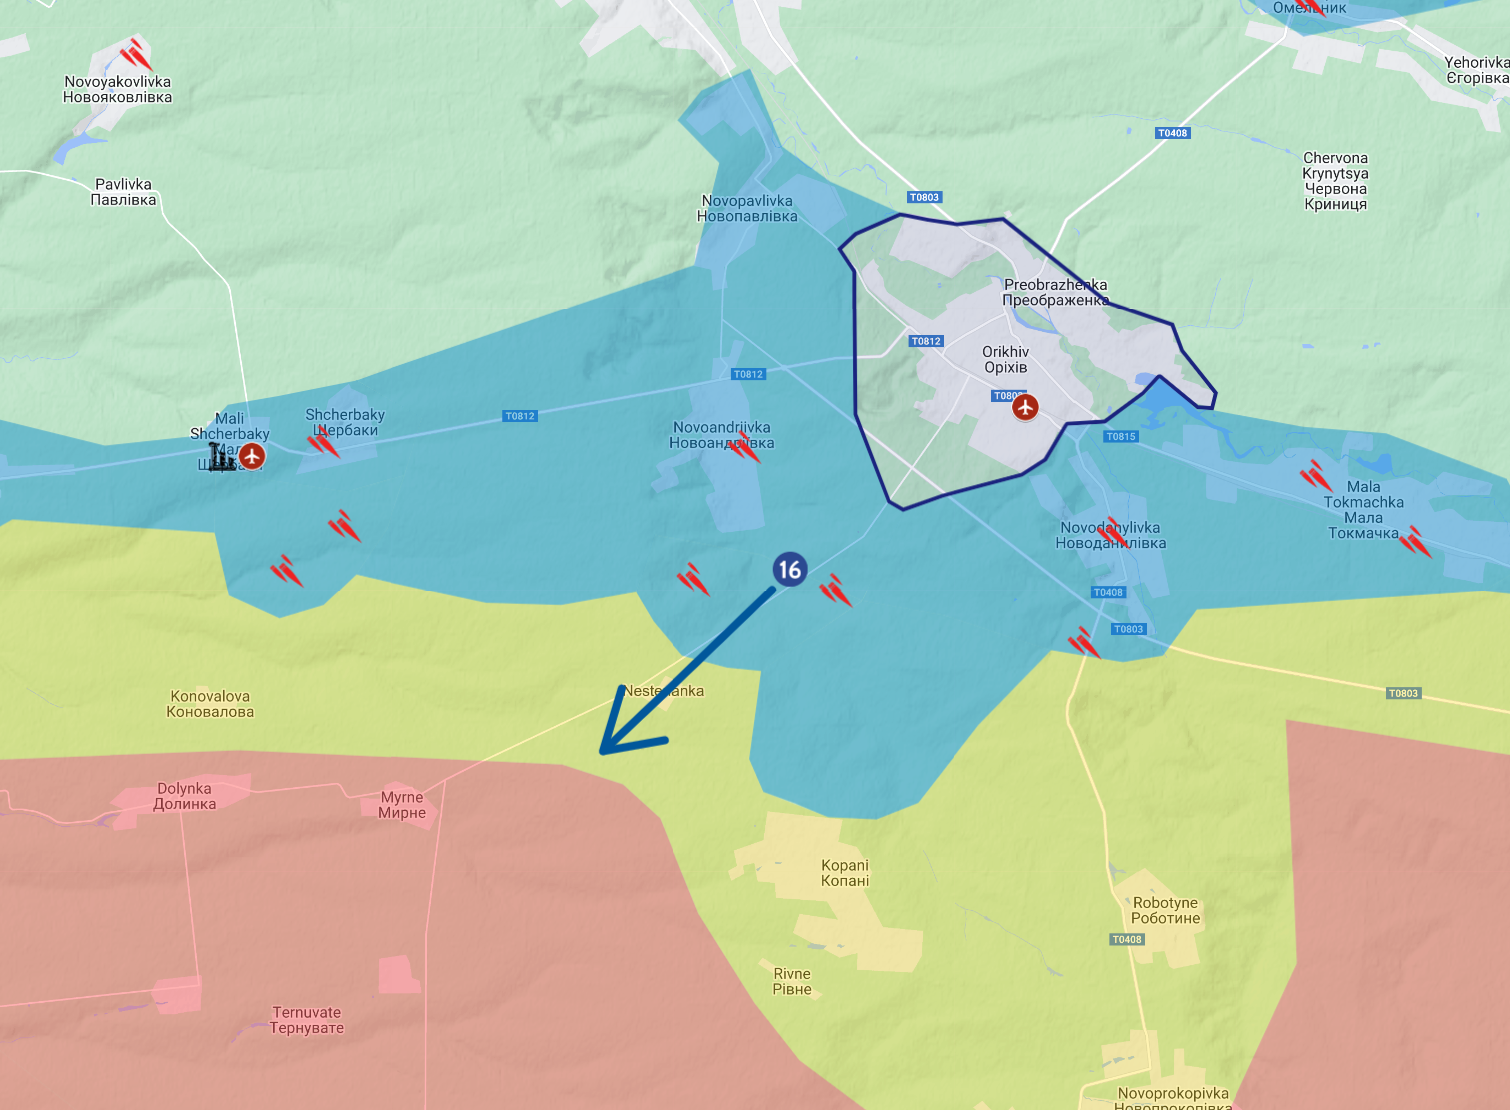 Омельник
Yehorivka
Єгорівка
Novoyakovlivka
Новояковлівка
T0408
Chervona
Krynytsya
Червона
Криниця
Pavlivka
Павлівка
T0803
Novopavlivka
Новопавлівка
Preobrazhenka
Преображенка
T0812
Orikhiv
Оріхів
T0812
T0803
T0812
Mali
Shcherbaky
Малі
Щербаки
Shcherbaky
Щербаки
Novoandriivka
Новоандріївка
T0815
Mala
Tokmachka
Мала
Токмачка
Novodanylivka
Новоданилівка
16
T0408
T0803
Nesteranka
T0803
Konovalova
Коновалова
Dolynka
Долинка
Myrne
Мирне
Kopani
Копані
Robotyne
Роботине
T0408
Rivne
Рівне
Ternuvate
Тернувате
Novoprokopivka
Новопрокопівка